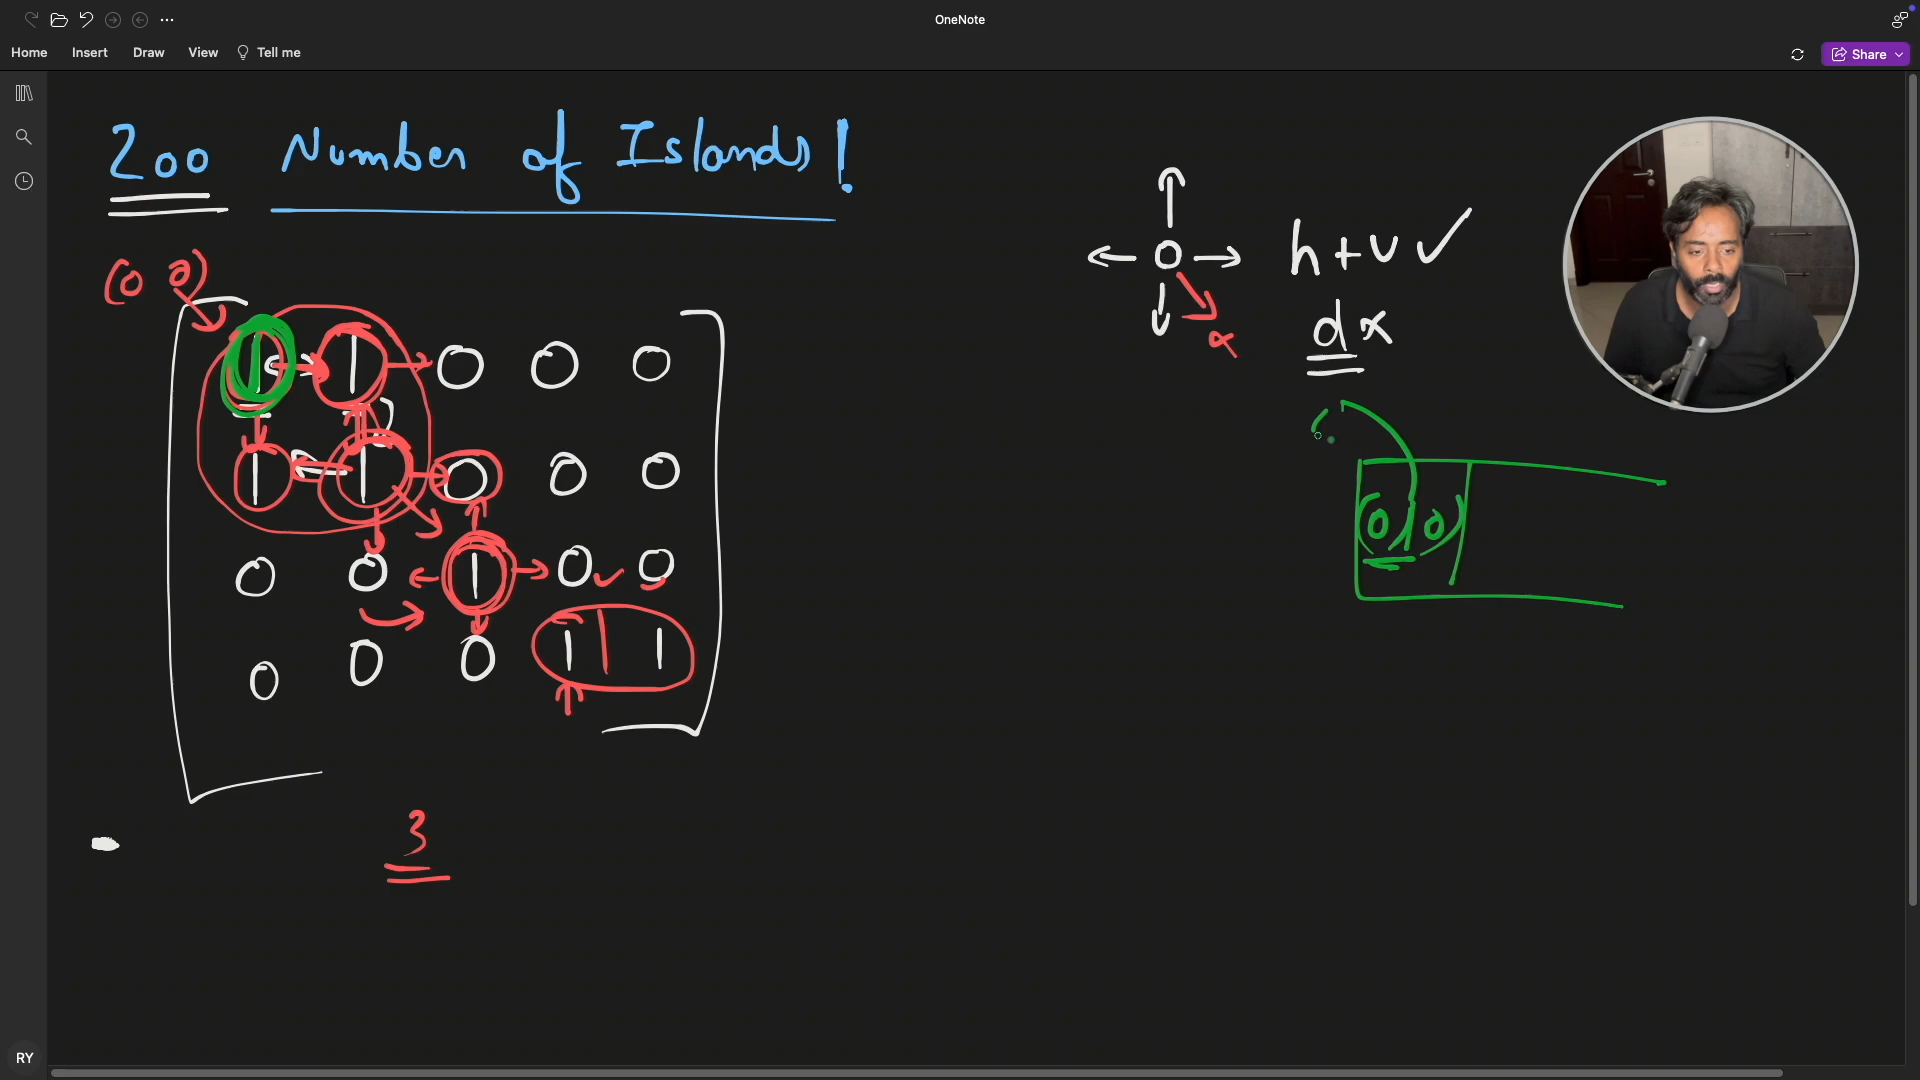 OneNote
Home Insert Draw View Tell me
Share
200 Number of Islands!
(0 0)
1 1 0 0 0
1 1 0 0 0
0 0 1 0 0
0 0 0 1 1
3
0
h+v ✓
x
d x
(0, 0)
RY